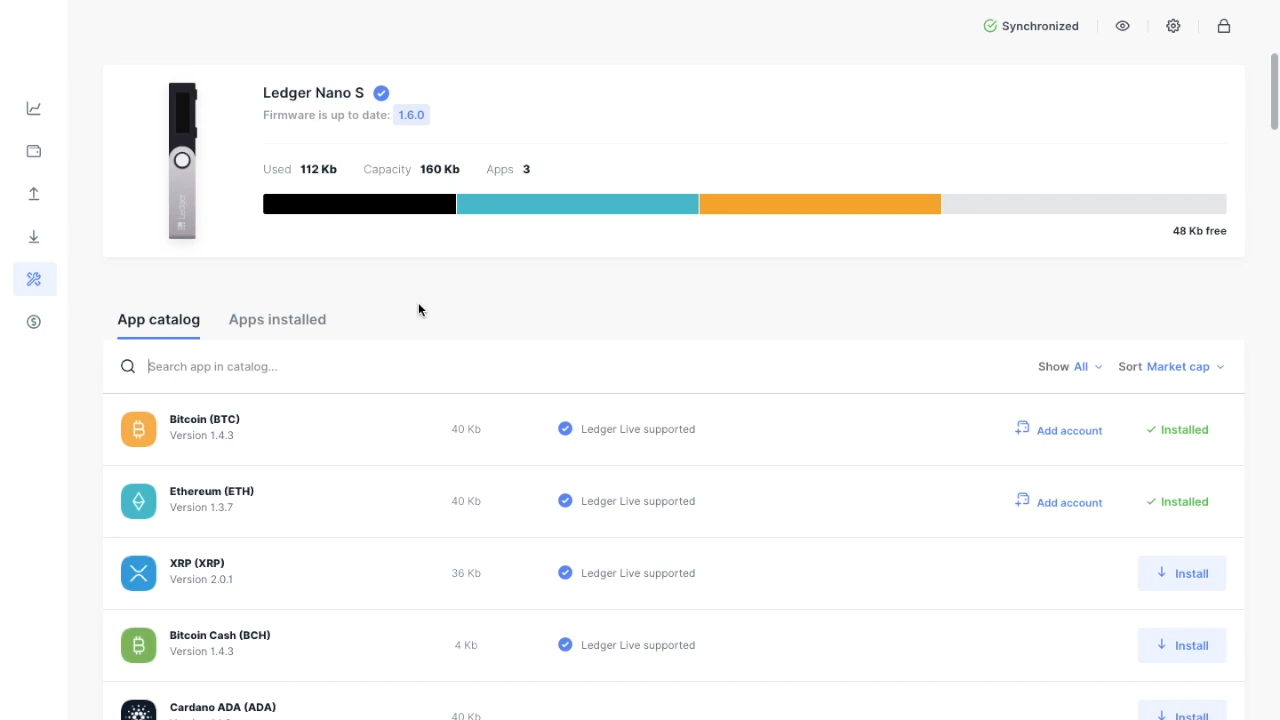 Synchronized
Ledger Nano S
Firmware is up to date: 1.6.0
Used 112 Kb Capacity 160 Kb Apps 3
48 Kb free
App catalog Apps installed
Search app in catalog...
Show All Sort Market cap
Bitcoin (BTC)
Version 1.4.3
40 Kb Ledger Live supported Add account Installed
Ethereum (ETH)
Version 1.3.7
40 Kb Ledger Live supported Add account Installed
XRP (XRP)
Version 2.0.1
36 Kb Ledger Live supported Install
Bitcoin Cash (BCH)
Version 1.4.3
4 Kb Ledger Live supported Install
Cardano ADA (ADA)
40 Kb Install